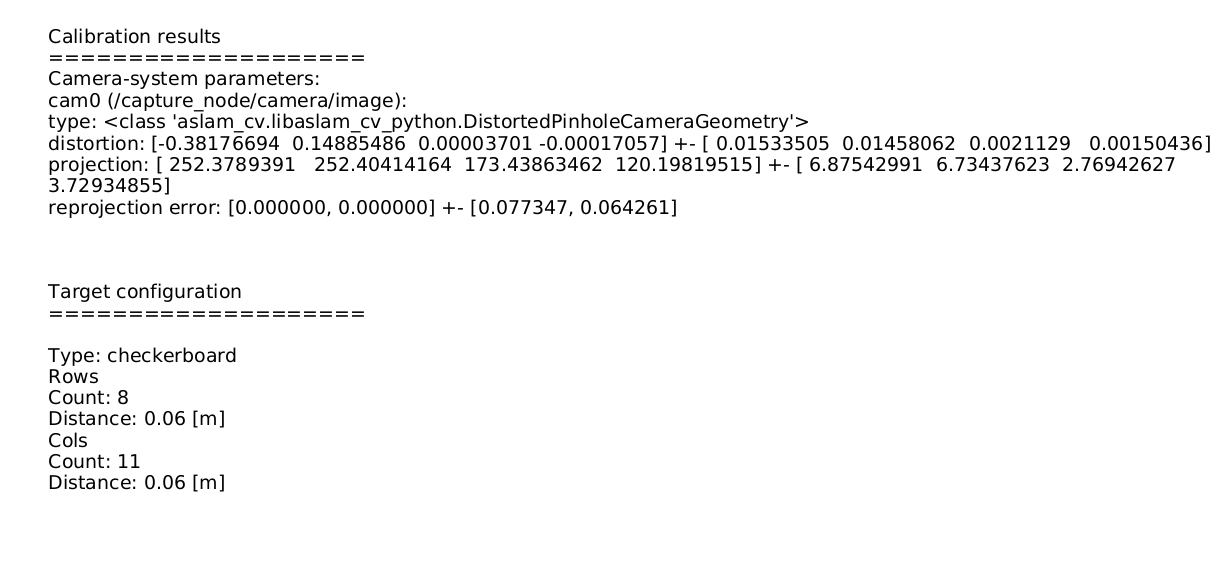 Calibration results
====================
Camera-system parameters:
cam0 (/capture_node/camera/image):
type: <class 'aslam_cv.libaslam_cv_python.DistortedPinholeCameraGeometry'>
distortion: [-0.38176694  0.14885486  0.00003701 -0.00017057] +- [ 0.01533505  0.01458062  0.0021129   0.00150436]
projection: [ 252.3789391   252.40414164  173.43863462  120.19819515] +- [ 6.87542991  6.73437623  2.76942627
3.72934855]
reprojection error: [0.000000, 0.000000] +- [0.077347, 0.064261]
Target configuration
====================
Type: checkerboard
Rows
Count: 8
Distance: 0.06 [m]
Cols
Count: 11
Distance: 0.06 [m]